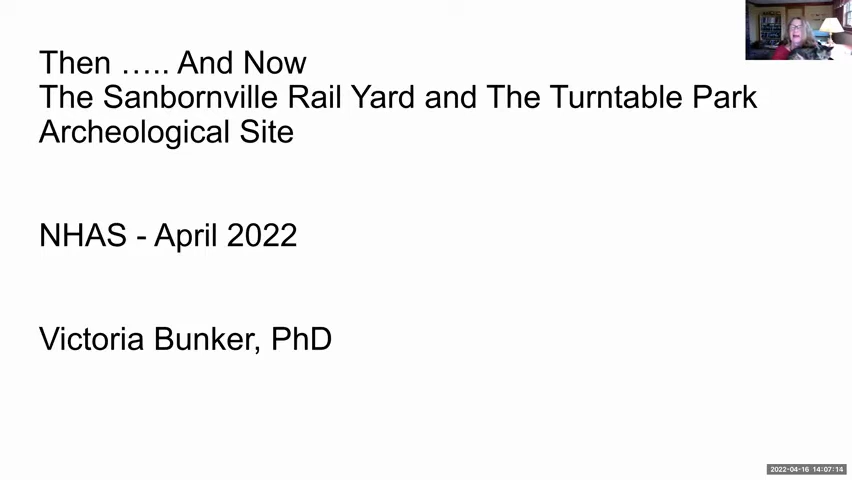 Then ….. And Now
The Sanbornville Rail Yard and The Turntable Park
Archeological Site
NHAS - April 2022
Victoria Bunker, PhD
2022-04-16 14:07:14